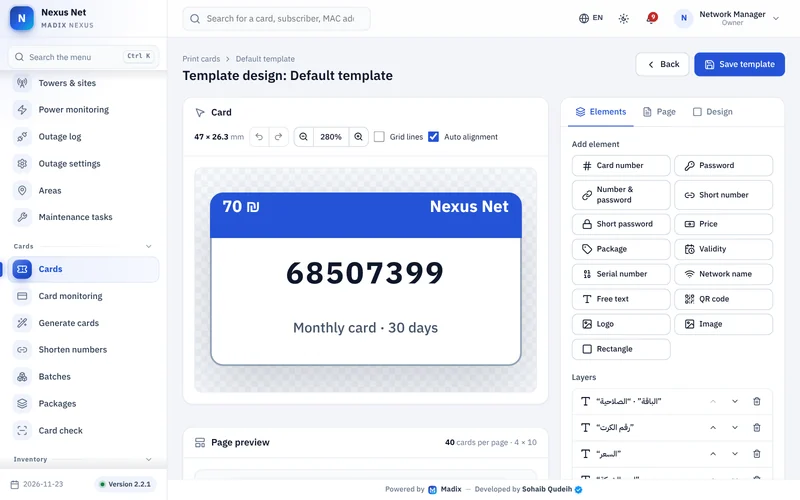 Nexus Net
MADIX NEXUS
Search for a card, subscriber, MAC ad
EN
9
N
Network Manager
Owner
Search the menu
Ctrl K
Towers & sites
Power monitoring
Outage log
Outage settings
Areas
Maintenance tasks
Cards
Cards
Card monitoring
Generate cards
Shorten numbers
Batches
Packages
Card check
Inventory
2026-11-23
Version 2.2.1
Print cards
Default template
Template design: Default template
Back
Save template
Card
47 × 26.3 mm
280%
Grid lines
Auto alignment
70 ₪
Nexus Net
68507399
Monthly card · 30 days
Page preview
40 cards per page · 4 × 10
Elements
Page
Design
Add element
Card number
Password
Number & password
Short number
Short password
Price
Package
Validity
Serial number
Network name
Free text
QR code
Logo
Image
Rectangle
Layers
"الباقة" · "الصلاحية"
"رقم الكرت"
"السعر"
Powered by Madix — Developed by Sohaib Qudeih